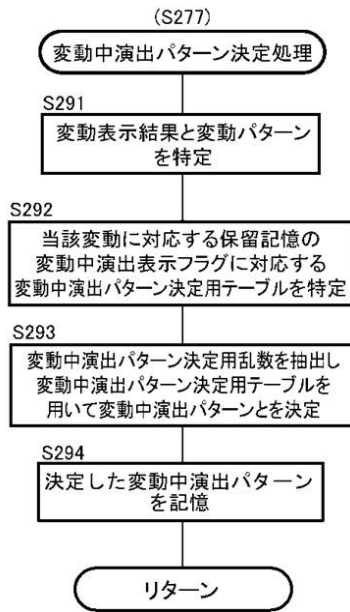 (S277)
変動中演出パターン決定処理
S291
変動表示結果と変動パターン
を特定
S292
当該変動に対応する保留記憶の
変動中演出表示フラグに対応する
変動中演出パターン決定用テーブルを特定
S293
変動中演出パターン決定用乱数を抽出し
変動中演出パターン決定用テーブルを
用いて変動中演出パターンとを決定
S294
決定した変動中演出パターン
を記憶
リターン